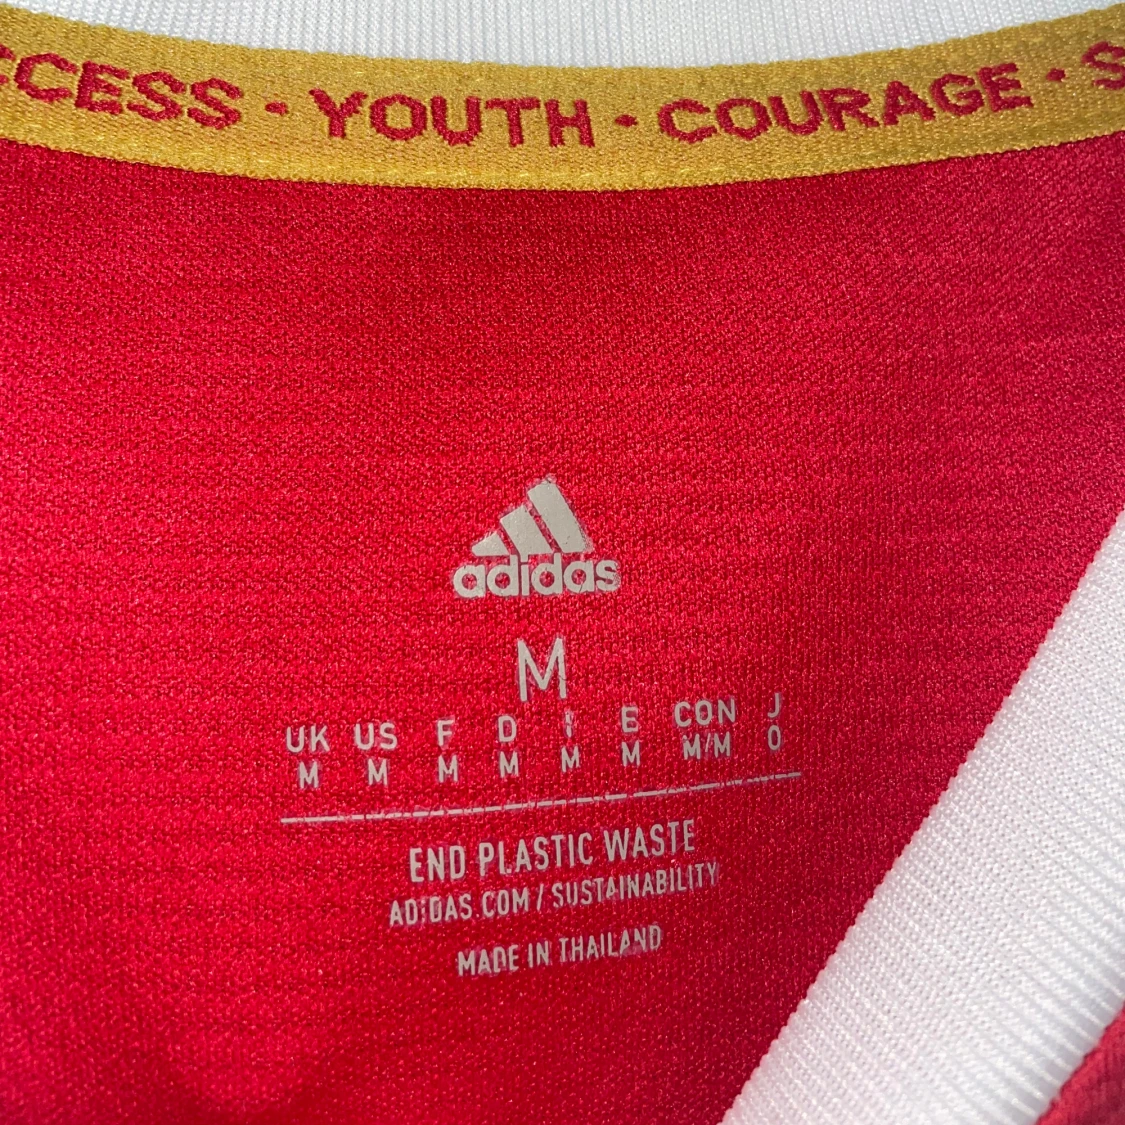 CCESS · YOUTH · COURAGE · S
adidas
M
UK US F D I E CON J
M M M M M M M/M O
END PLASTIC WASTE
ADIDAS.COM / SUSTAINABILITY
MADE IN THAILAND